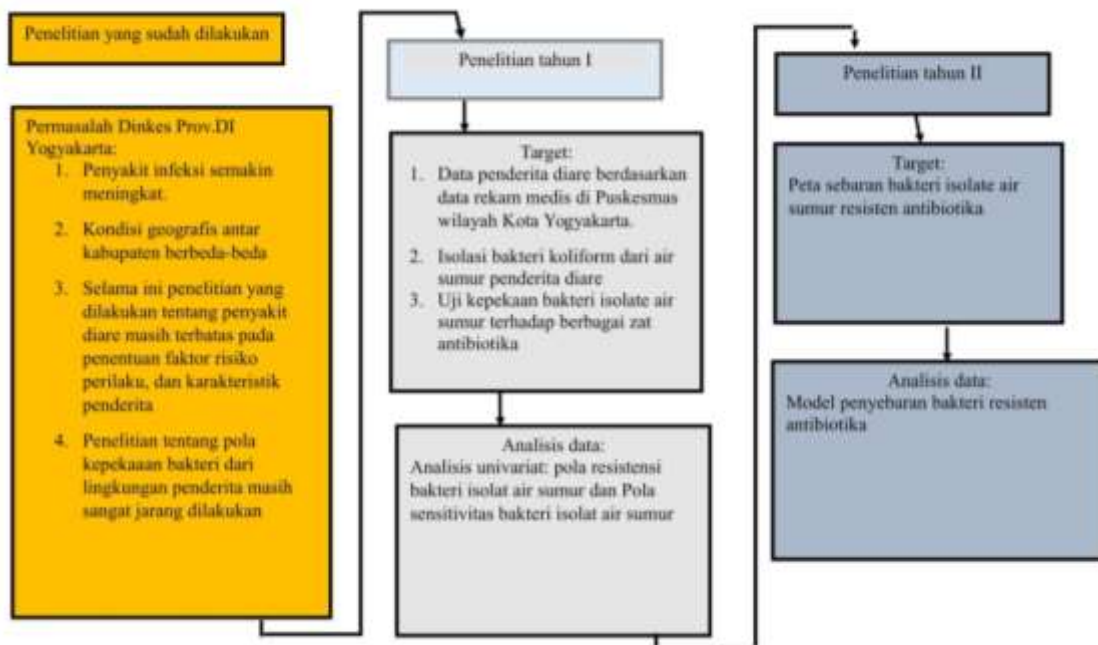 Penelitian yang sudah dilakukan
Permasalah Dinkes Prov.DI
Yogyakarta:
1. Penyakit infeksi semakin
meningkat.
2. Kondisi geografis antar
kabupaten berbeda-beda
3. Selama ini penelitian yang
dilakukan tentang penyakit
diare masih terbatas pada
penentuan faktor risiko
perilaku, dan karakteristik
penderita
4. Penelitian tentang pola
kepekaaan bakteri dari
lingkungan penderita masih
sangat jarang dilakukan
Penelitian tahun I
Target:
1. Data penderita diare berdasarkan
data rekam medis di Puskesmas
wilayah Kota Yogyakarta.
2. Isolasi bakteri koliform dari air
sumur penderita diare
3. Uji kepekaan bakteri isolate air
sumur terhadap berbagai zat
antibiotika
Analisis data:
Analisis univariat: pola resistensi
bakteri isolat air sumur dan Pola
sensitivitas bakteri isolat air sumur
Penelitian tahun II
Target:
Peta sebaran bakteri isolate air
sumur resisten antibiotika
Analisis data:
Model penyebaran bakteri resisten
antibiotika